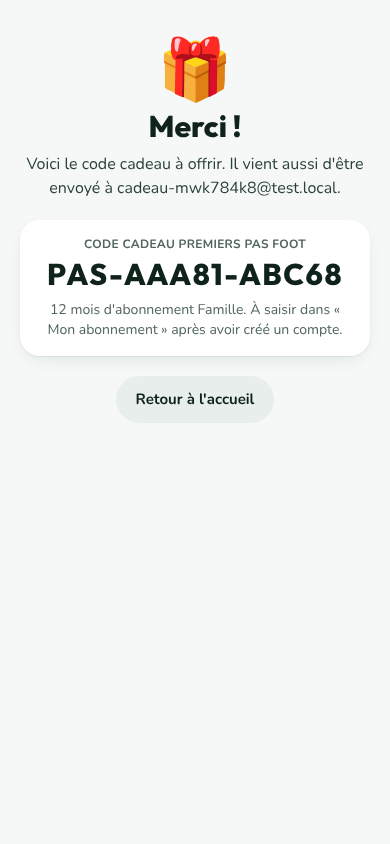 Merci !
Voici le code cadeau à offrir. Il vient aussi d'être
envoyé à cadeau-mwk784k8@test.local.
CODE CADEAU PREMIERS PAS FOOT
PAS-AAA81-ABC68
12 mois d'abonnement Famille. À saisir dans «
Mon abonnement » après avoir créé un compte.
Retour à l'accueil